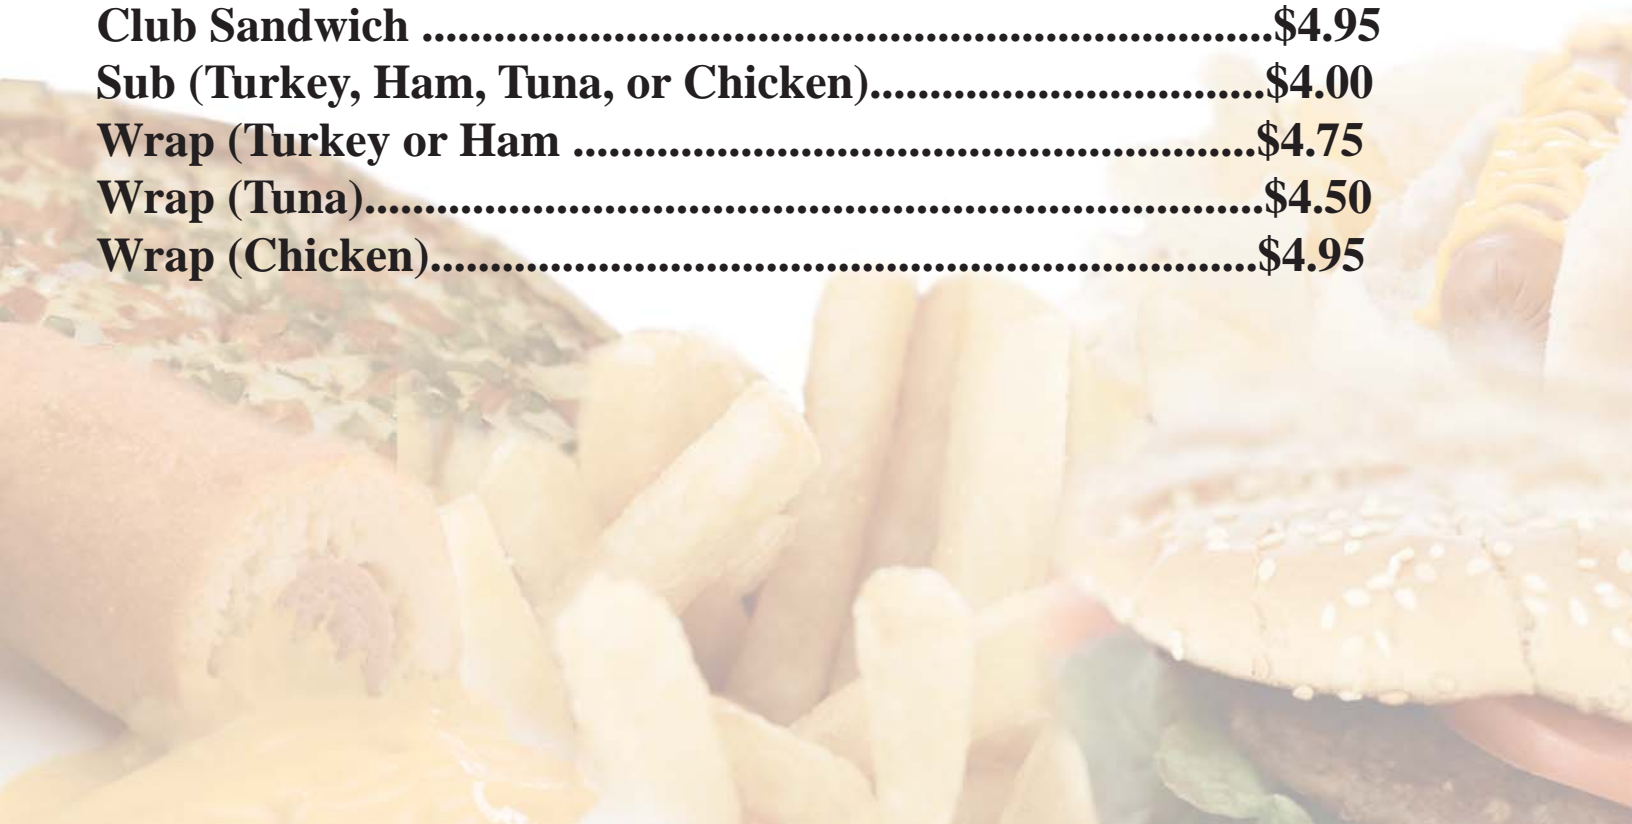 Club Sandwich .......................................................................$4.95
Sub (Turkey, Ham, Tuna, or Chicken).................................$4.00
Wrap (Turkey or Ham .........................................................$4.75
Wrap (Tuna)...........................................................................$4.50
Wrap (Chicken).....................................................................$4.95